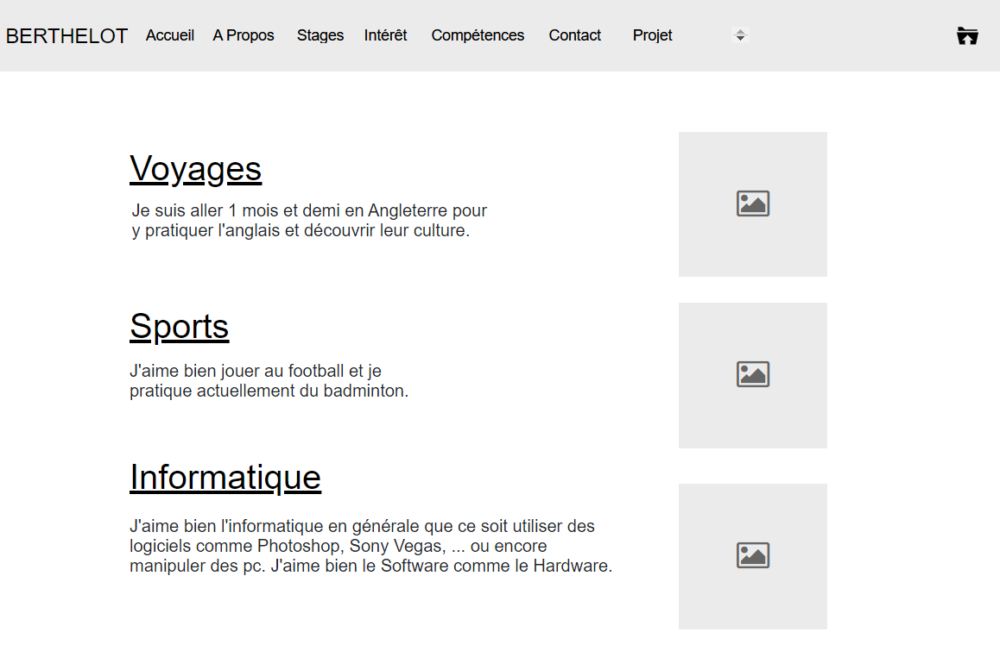 BERTHELOT Accueil A Propos Stages Intérêt Compétences Contact Projet
Voyages
Je suis aller 1 mois et demi en Angleterre pour
y pratiquer l'anglais et découvrir leur culture.
Sports
J'aime bien jouer au football et je
pratique actuellement du badminton.
Informatique
J'aime bien l'informatique en générale que ce soit utiliser des
logiciels comme Photoshop, Sony Vegas, ... ou encore
manipuler des pc. J'aime bien le Software comme le Hardware.